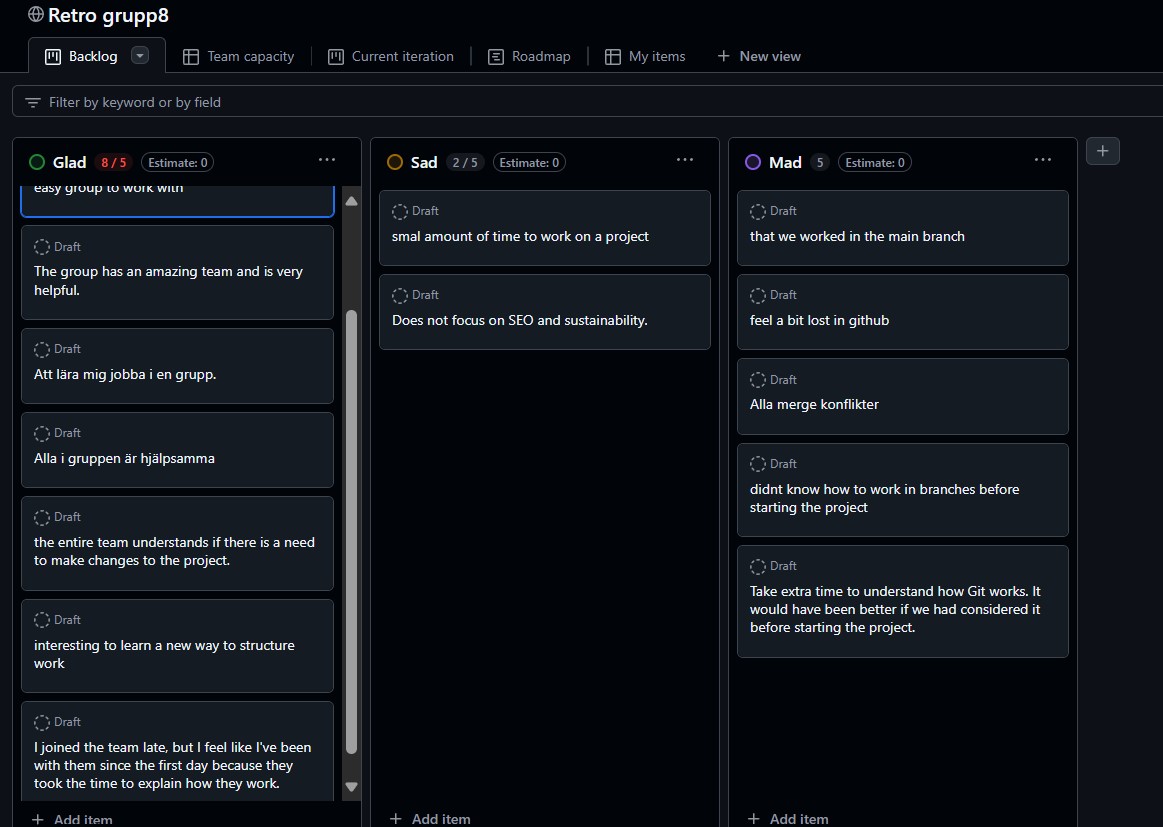 Retro grupp8
Backlog
Team capacity
Current iteration
Roadmap
My items
New view
Filter by keyword or by field
Glad 8 / 5 Estimate: 0
easy group to work with
Draft
The group has an amazing team and is very
helpful.
Draft
Att lära mig jobba i en grupp.
Draft
Alla i gruppen är hjälpsamma
Draft
the entire team understands if there is a need
to make changes to the project.
Draft
interesting to learn a new way to structure
work
Draft
I joined the team late, but I feel like I've been
with them since the first day because they
took the time to explain how they work.
Add item
Sad 2 / 5 Estimate: 0
Draft
smal amount of time to work on a project
Draft
Does not focus on SEO and sustainability.
Add item
Mad 5 Estimate: 0
Draft
that we worked in the main branch
Draft
feel a bit lost in github
Draft
Alla merge konflikter
Draft
didnt know how to work in branches before
starting the project
Draft
Take extra time to understand how Git works. It
would have been better if we had considered it
before starting the project.
Add item